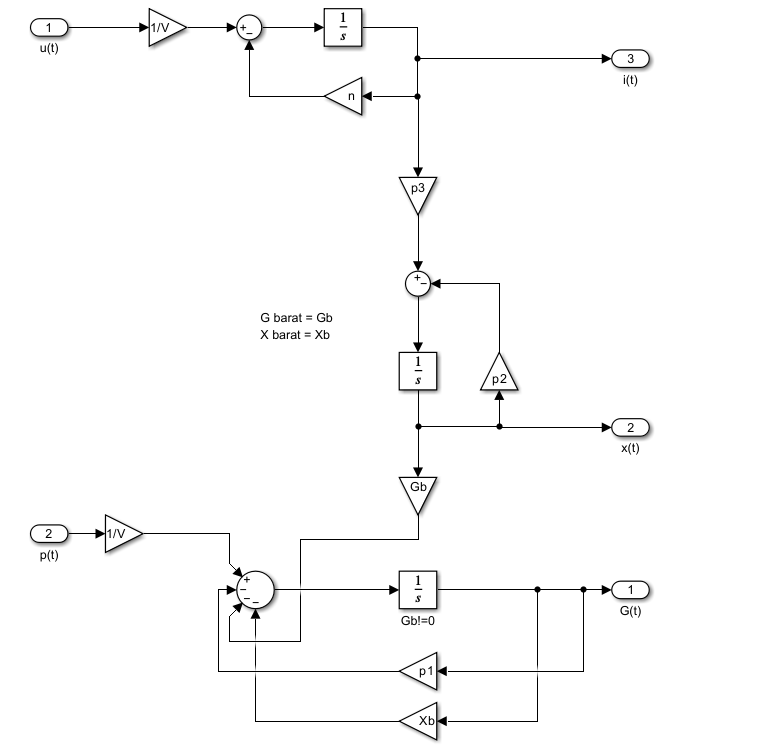 1
u(t)
1/V
+
−
1
s
3
i(t)
n
p3
+
−
G barat = Gb
X barat = Xb
1
s
p2
2
x(t)
Gb
2
p(t)
1/V
+
−
−
−
1
s
Gb!=0
1
G(t)
p1
Xb